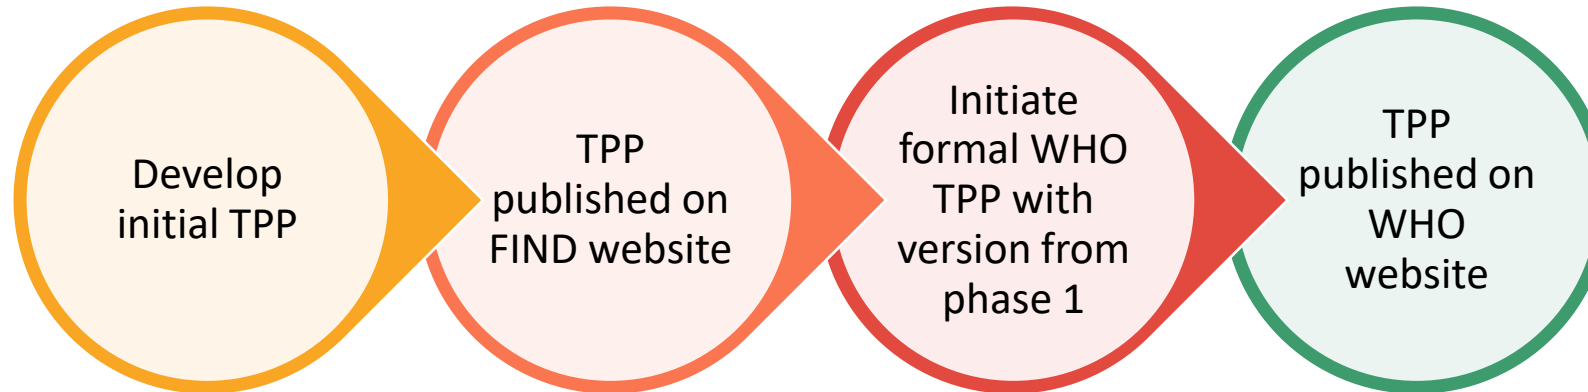 Develop
initial TPP
TPP
published on
FIND website
Initiate
formal WHO
TPP with
version from
phase 1
TPP
published on
WHO
website